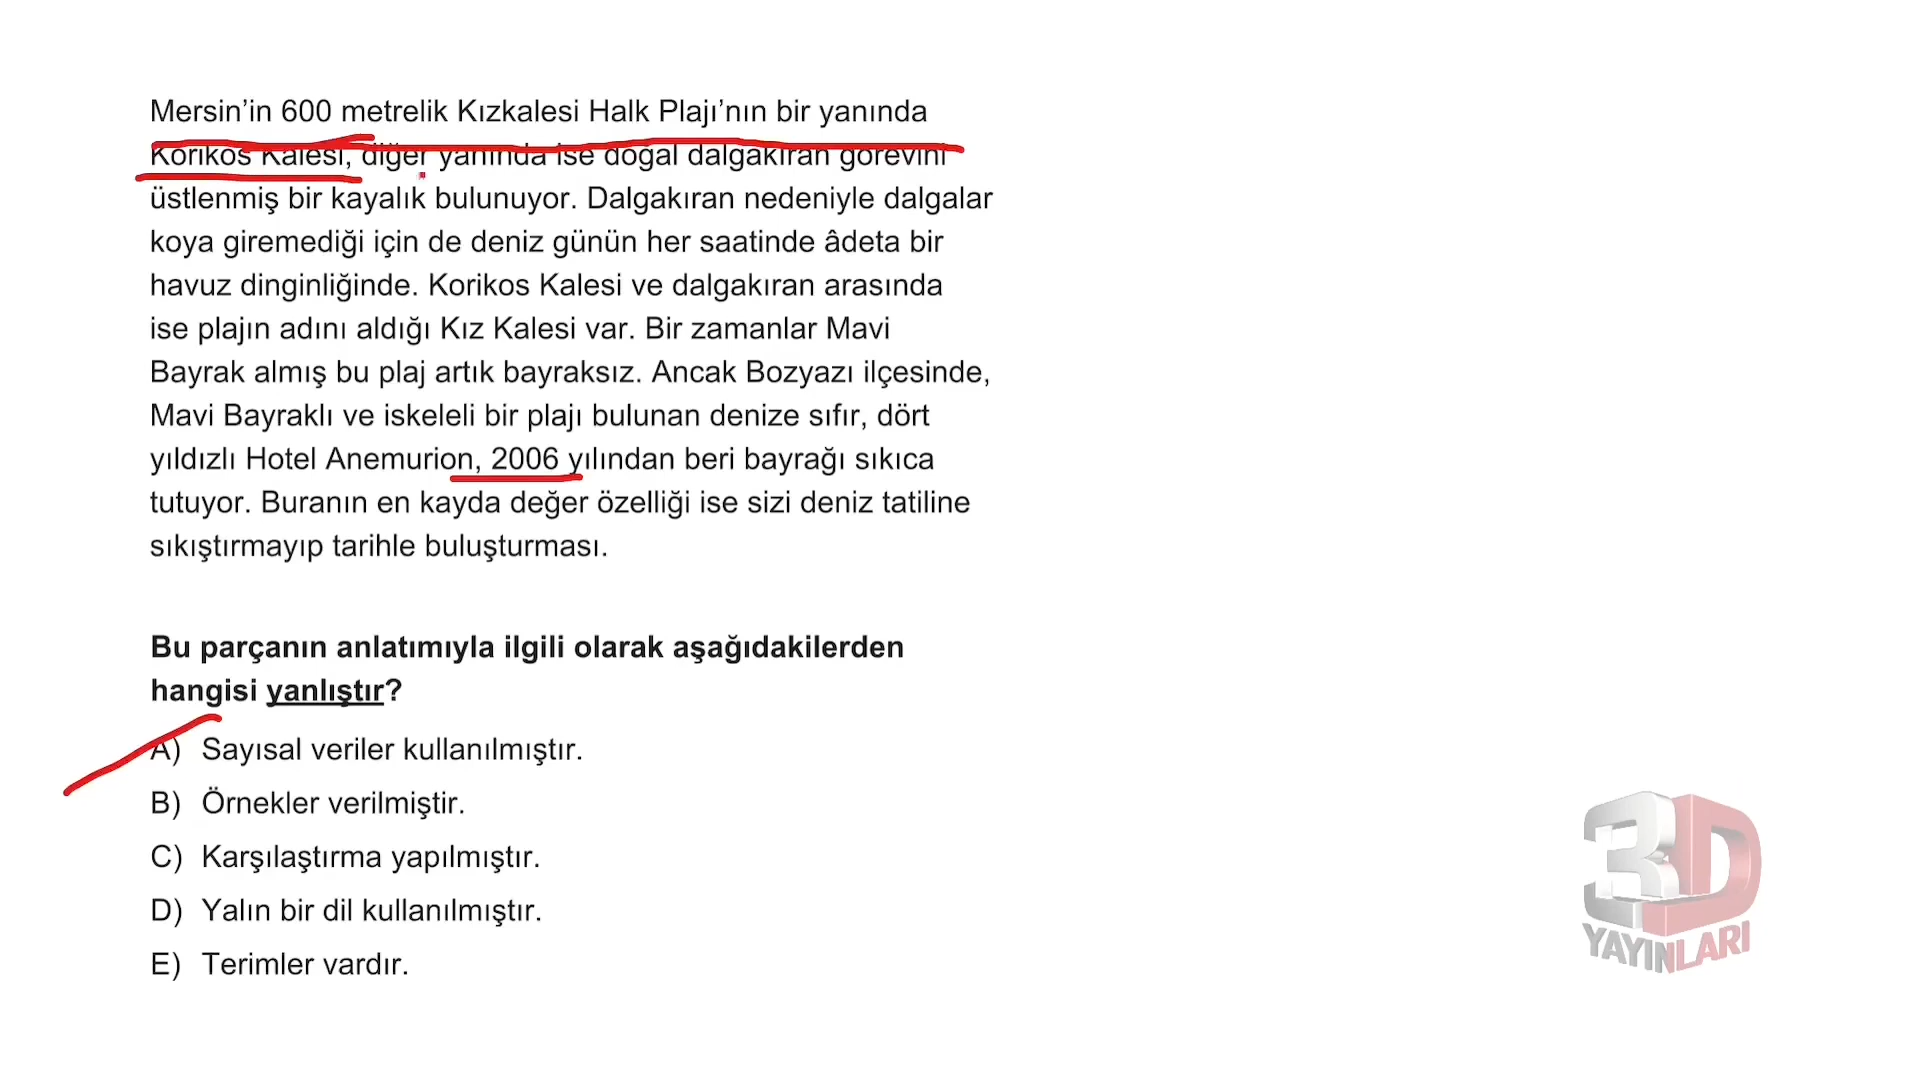 Mersin’in 600 metrelik Kızkalesi Halk Plajı’nın bir yanında
Korikos Kalesi, diğer yanında ise doğal dalgakıran görevini
üstlenmiş bir kayalık bulunuyor. Dalgakıran nedeniyle dalgalar
koya giremediği için de deniz günün her saatinde âdeta bir
havuz dinginliğinde. Korikos Kalesi ve dalgakıran arasında
ise plajın adını aldığı Kız Kalesi var. Bir zamanlar Mavi
Bayrak almış bu plaj artık bayraksız. Ancak Bozyazı ilçesinde,
Mavi Bayraklı ve iskeleli bir plajı bulunan denize sıfır, dört
yıldızlı Hotel Anemurion, 2006 yılından beri bayrağı sıkıca
tutuyor. Buranın en kayda değer özelliği ise sizi deniz tatiline
sıkıştırmayıp tarihle buluşturması.
Bu parçanın anlatımıyla ilgili olarak aşağıdakilerden
hangisi yanlıştır?
A) Sayısal veriler kullanılmıştır.
B) Örnekler verilmiştir.
C) Karşılaştırma yapılmıştır.
D) Yalın bir dil kullanılmıştır.
E) Terimler vardır.
3D
YAYINLARI